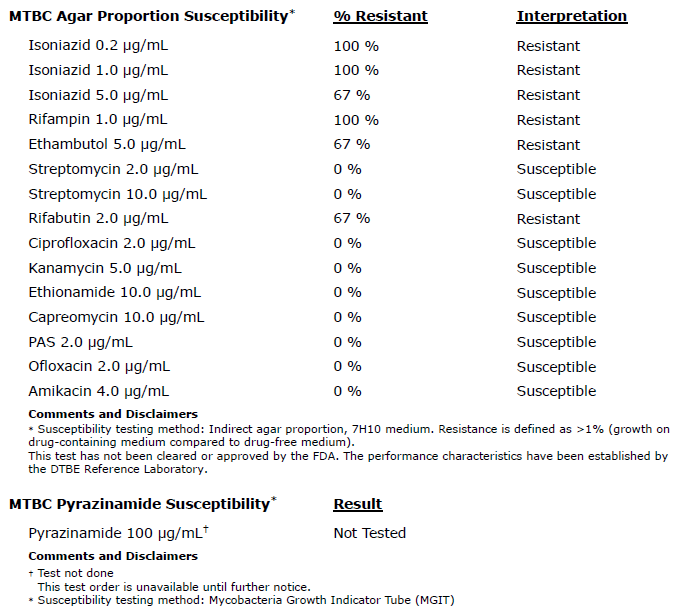 MTBC Agar Proportion Susceptibility* % Resistant Interpretation
Isoniazid 0.2 µg/mL 100 % Resistant
Isoniazid 1.0 µg/mL 100 % Resistant
Isoniazid 5.0 µg/mL 67 % Resistant
Rifampin 1.0 µg/mL 100 % Resistant
Ethambutol 5.0 µg/mL 67 % Resistant
Streptomycin 2.0 µg/mL 0 % Susceptible
Streptomycin 10.0 µg/mL 0 % Susceptible
Rifabutin 2.0 µg/mL 67 % Resistant
Ciprofloxacin 2.0 µg/mL 0 % Susceptible
Kanamycin 5.0 µg/mL 0 % Susceptible
Ethionamide 10.0 µg/mL 0 % Susceptible
Capreomycin 10.0 µg/mL 0 % Susceptible
PAS 2.0 µg/mL 0 % Susceptible
Ofloxacin 2.0 µg/mL 0 % Susceptible
Amikacin 4.0 µg/mL 0 % Susceptible
Comments and Disclaimers
* Susceptibility testing method: Indirect agar proportion, 7H10 medium. Resistance is defined as >1% (growth on
drug-containing medium compared to drug-free medium).
This test has not been cleared or approved by the FDA. The performance characteristics have been established by
the DTBE Reference Laboratory.
MTBC Pyrazinamide Susceptibility* Result
Pyrazinamide 100 µg/mL† Not Tested
Comments and Disclaimers
† Test not done
This test order is unavailable until further notice.
* Susceptibility testing method: Mycobacteria Growth Indicator Tube (MGIT)